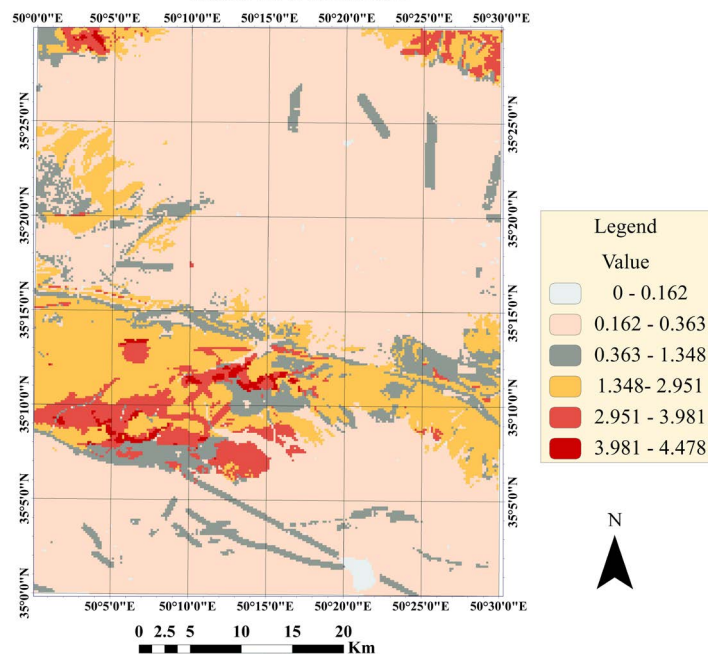 50°0'0"E 50°5'0"E 50°10'0"E 50°15'0"E 50°20'0"E 50°25'0"E 50°30'0"E
35°25'0"N
35°20'0"N
35°15'0"N
35°10'0"N
35°5'0"N
35°0'0"N
35°25'0"N
35°20'0"N
35°15'0"N
35°10'0"N
35°5'0"N
35°0'0"N
50°5'0"E 50°10'0"E 50°15'0"E 50°20'0"E 50°25'0"E 50°30'0"E
0 2.5 5 10 15 20
Km
Legend
Value
0 - 0.162
0.162 - 0.363
0.363 - 1.348
1.348- 2.951
2.951 - 3.981
3.981 - 4.478
N